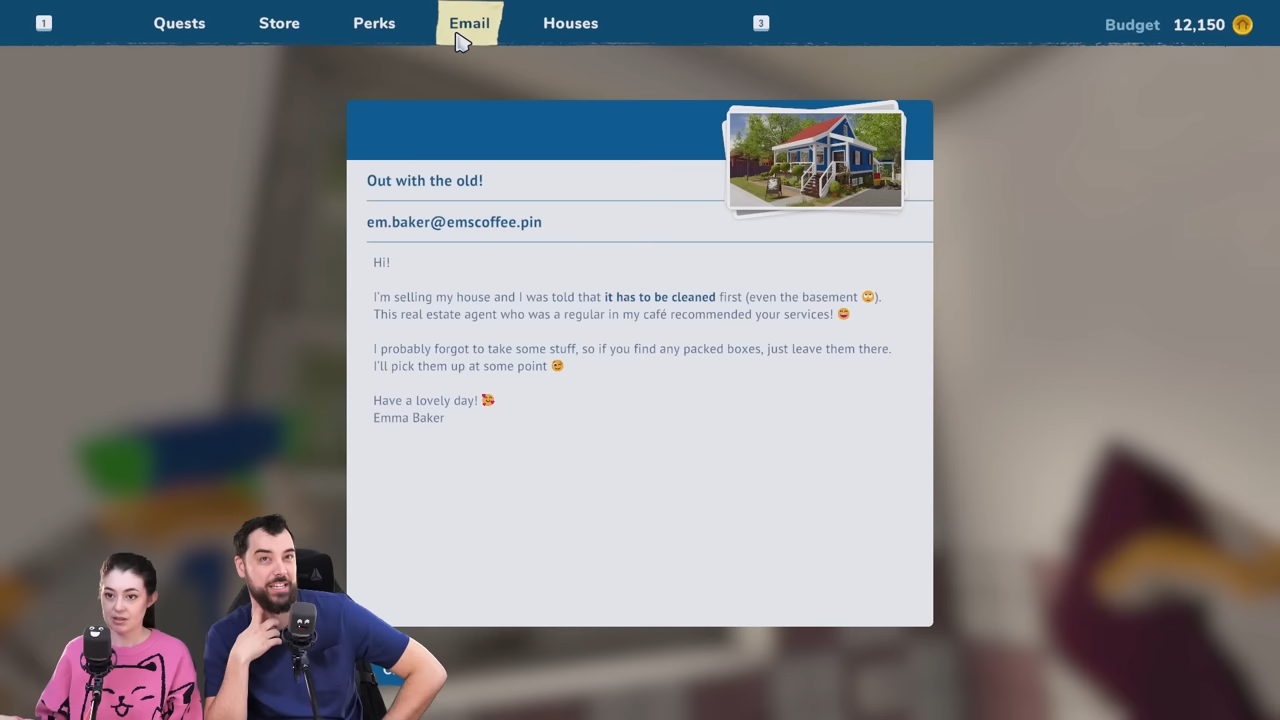 1 Quests Store Perks Email Houses 3 Budget 12,150
Out with the old!
em.baker@emscoffee.pin
Hi!
I'm selling my house and I was told that it has to be cleaned first (even the basement 🙄).
This real estate agent who was a regular in my café recommended your services! 😄
I probably forgot to take some stuff, so if you find any packed boxes, just leave them there.
I'll pick them up at some point 😉
Have a lovely day! 🥰
Emma Baker